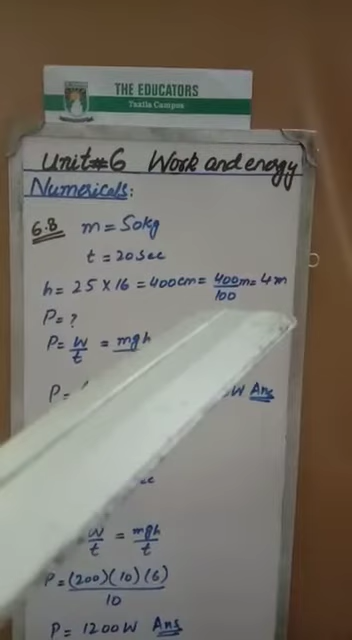 THE EDUCATORS
Taxila Campus
Unit#6 Work and energy
Numericals:
6.8 m = 50kg
t = 20sec
h = 25 × 16 = 400cm = 400m/100 = 4m
P = ?
P = W/t = mgh
P = W Ans
W/t = mgh/t
P = (200)(10)(6)/10
P = 1200W Ans